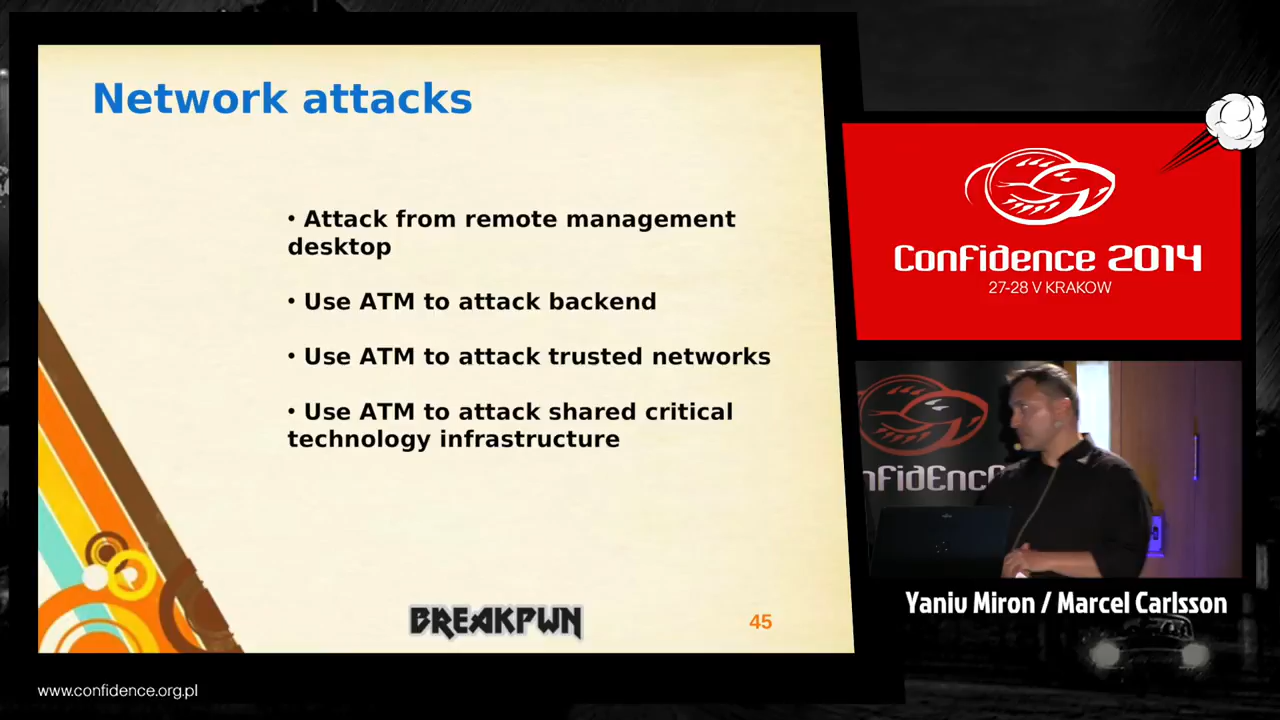 Network attacks
• Attack from remote management
desktop
• Use ATM to attack backend
• Use ATM to attack trusted networks
• Use ATM to attack shared critical
technology infrastructure
BREAKPWN
45
ConFidence 2014
27-28 V KRAKOW
nFidEnc
Yaniv Miron / Marcel Carlsson
www.confidence.org.pl